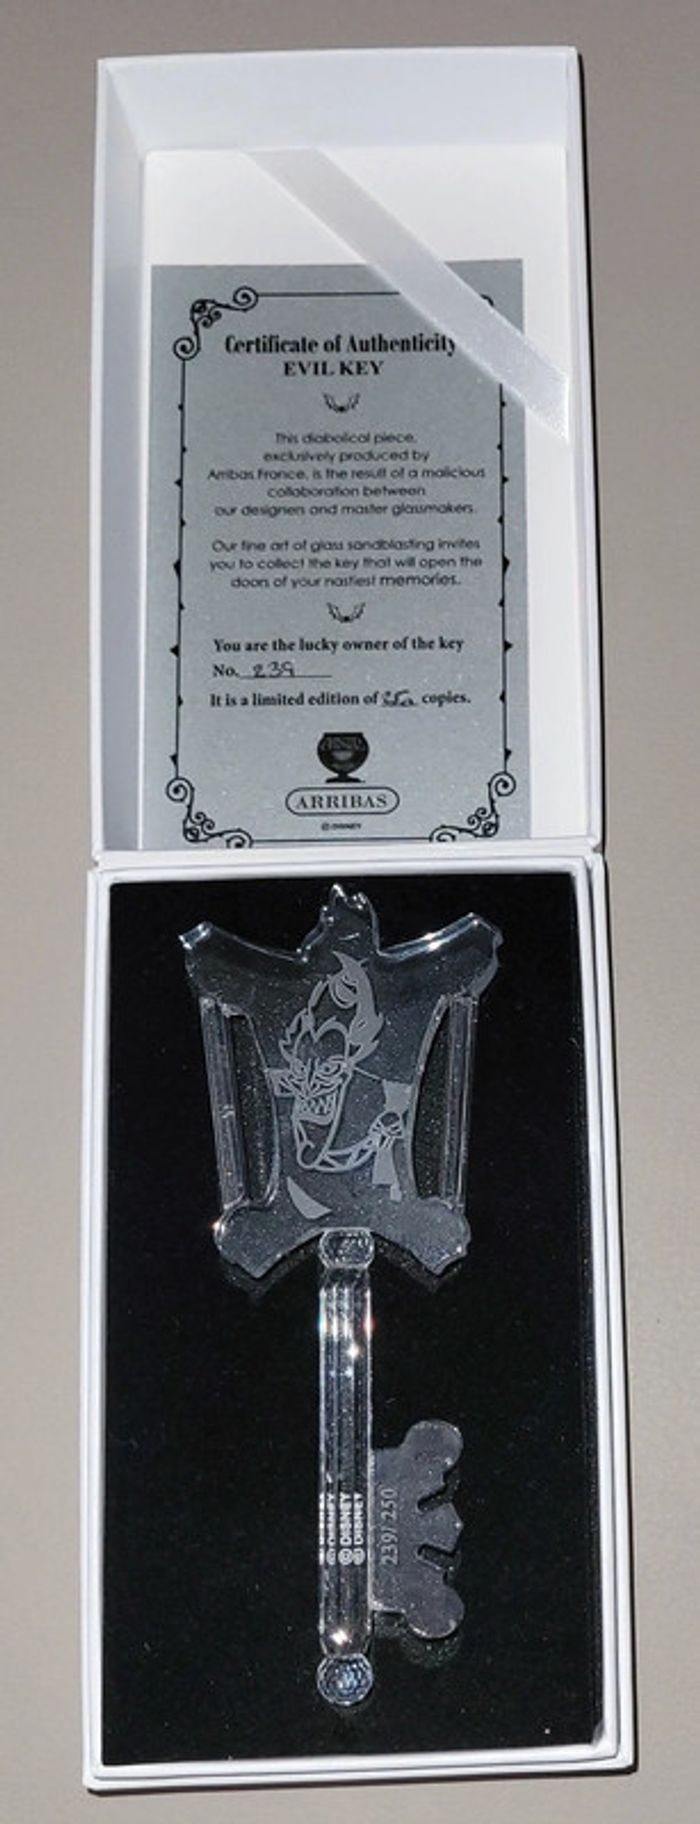 Certificate of Authenticity
EVIL KEY
This diabolical piece,
exclusively produced by
Arribas France, is the result of a malicious
collaboration between
our designers and master glassmakers.
Our fine art of glass sandblasting invites
you to collect the key that will open the
doors of your nastiest memories.
You are the lucky owner of the key
No. 239
It is a limited edition of 250 copies.
ARRIBAS
© DISNEY
© DISNEY
© DISNEY
© DISNEY
239/250